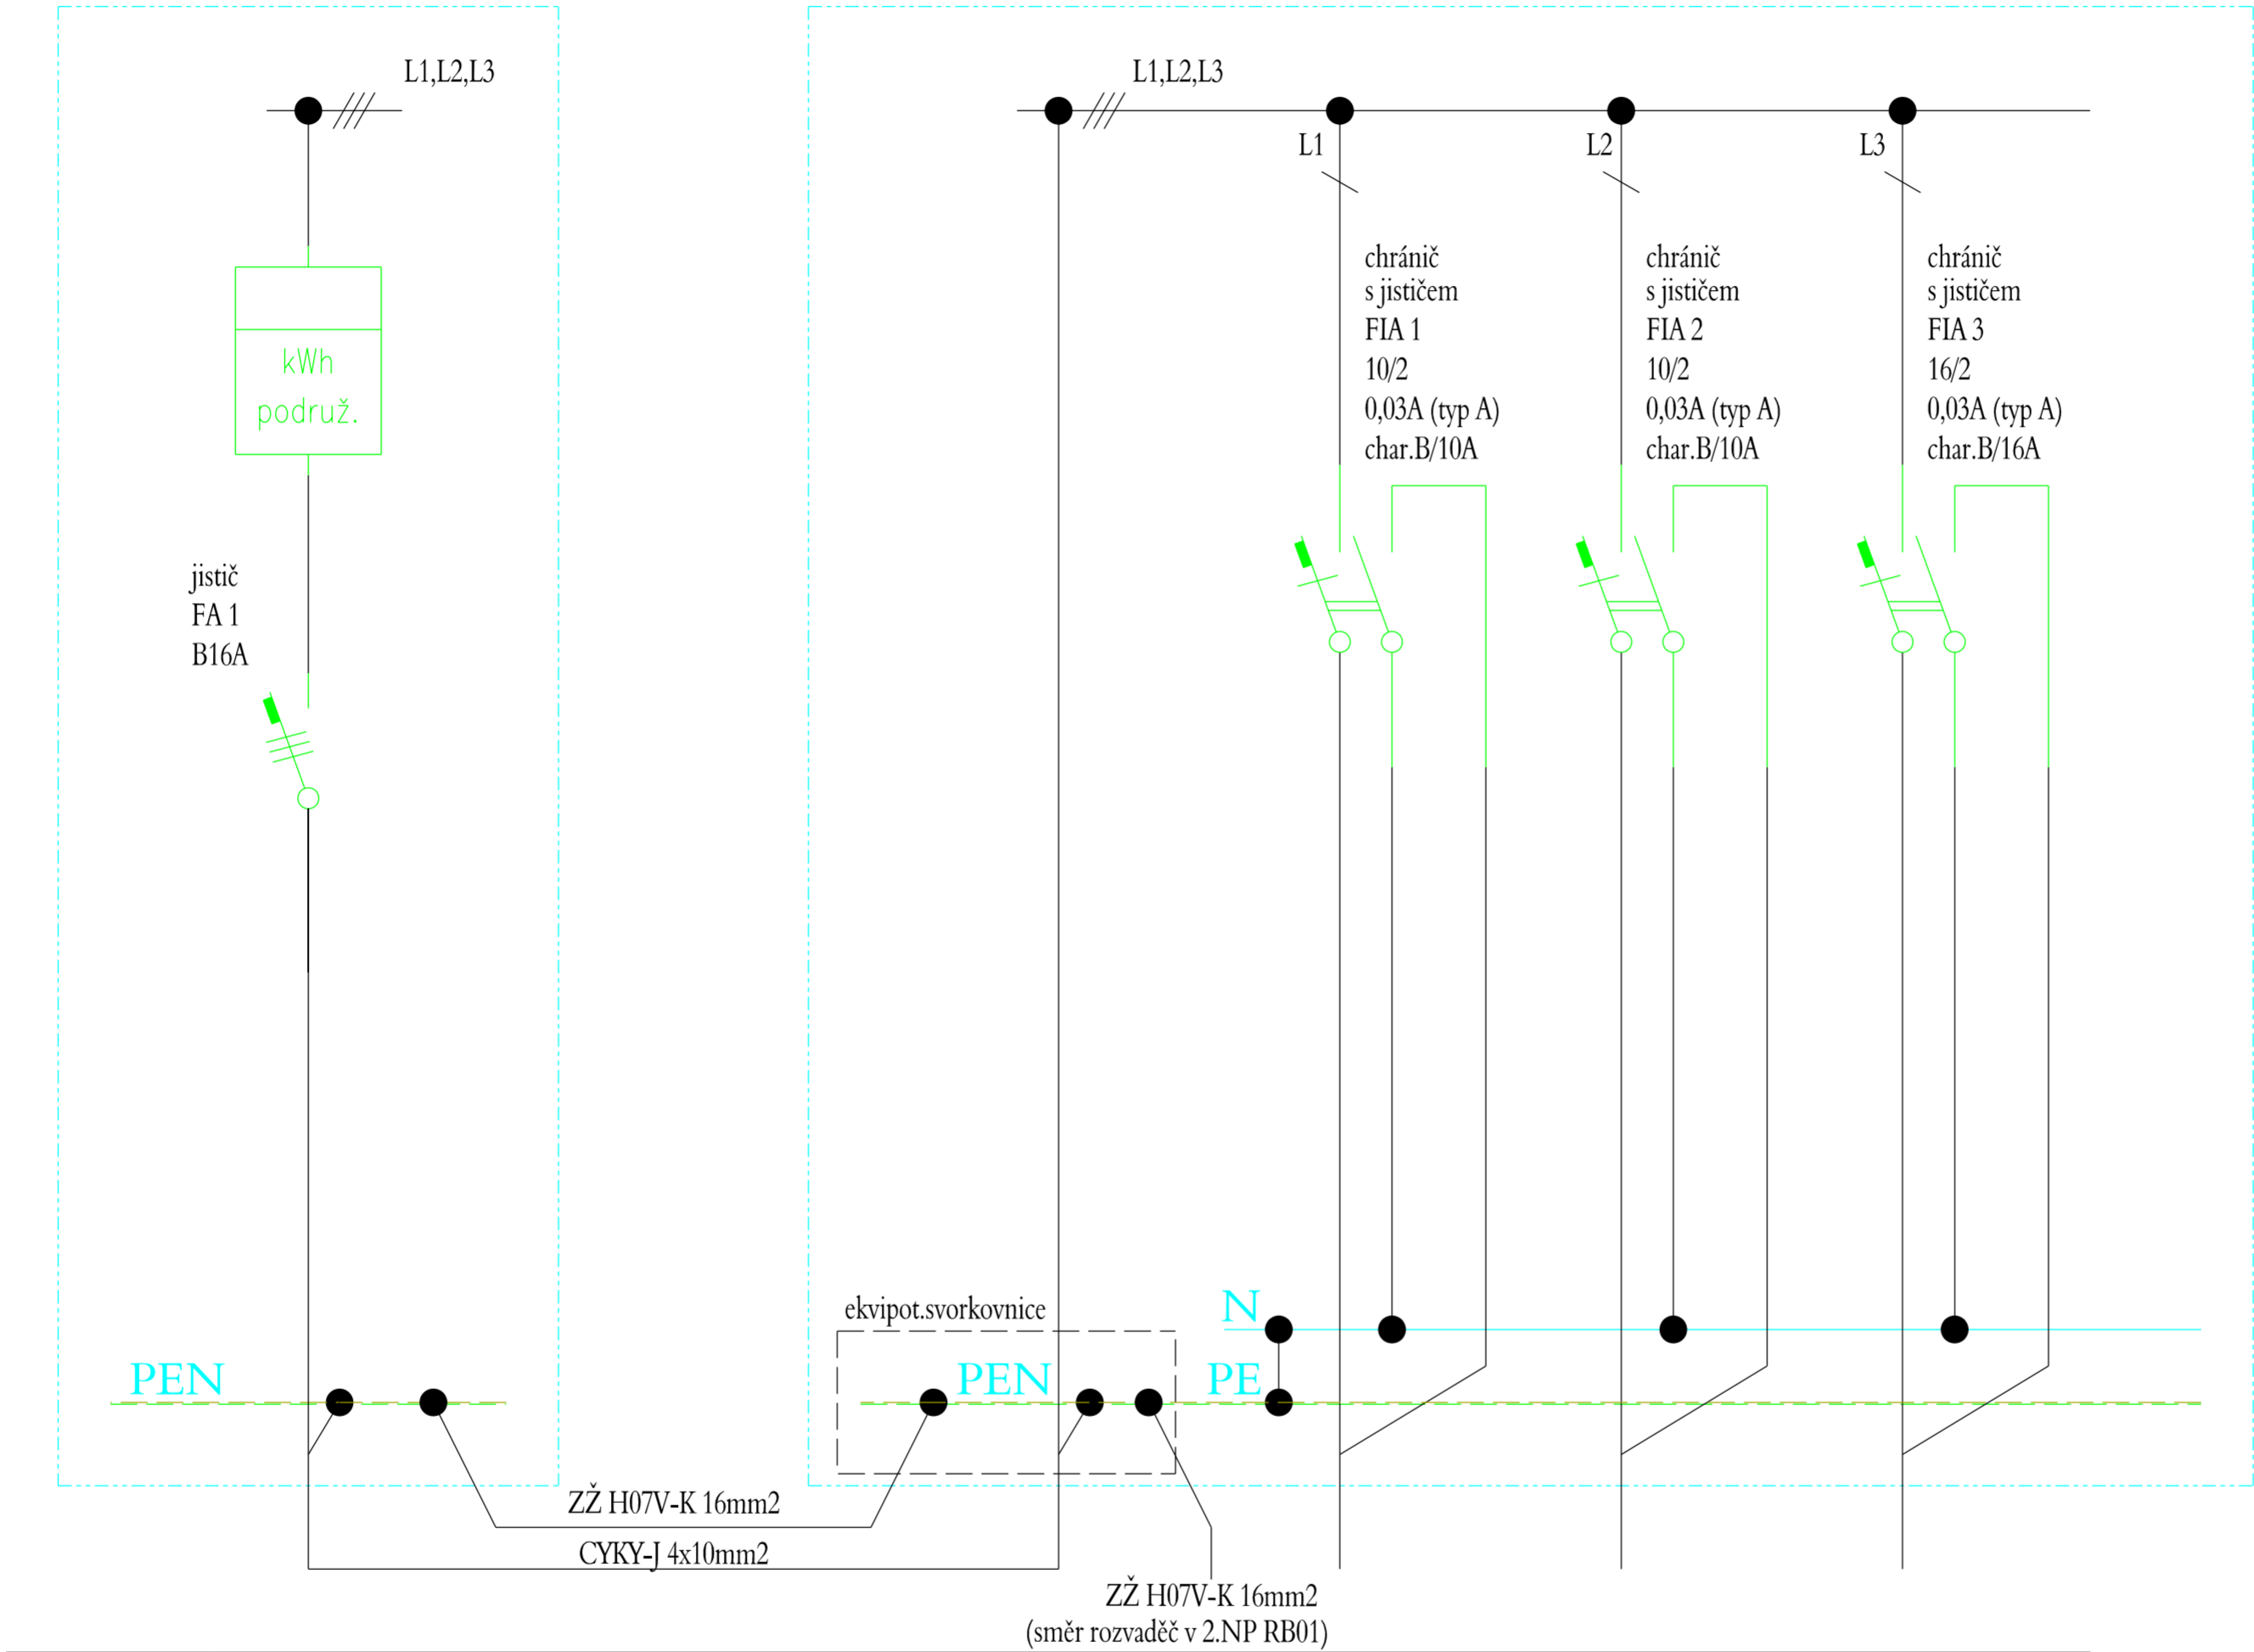 L1,L2,L3
kWh
podruž.
jistič
FA 1
B16A
PEN
L1,L2,L3
L1
L2
L3
chránič
s jističem
FIA 1
10/2
0,03A (typ A)
char.B/10A
chránič
s jističem
FIA 2
10/2
0,03A (typ A)
char.B/10A
chránič
s jističem
FIA 3
16/2
0,03A (typ A)
char.B/16A
ekvipot.svorkovnice
PEN
N
PE
ZŽ H07V-K 16mm2
CYKY-J 4x10mm2
ZŽ H07V-K 16mm2
(směr rozvaděč v 2.NP RB01)